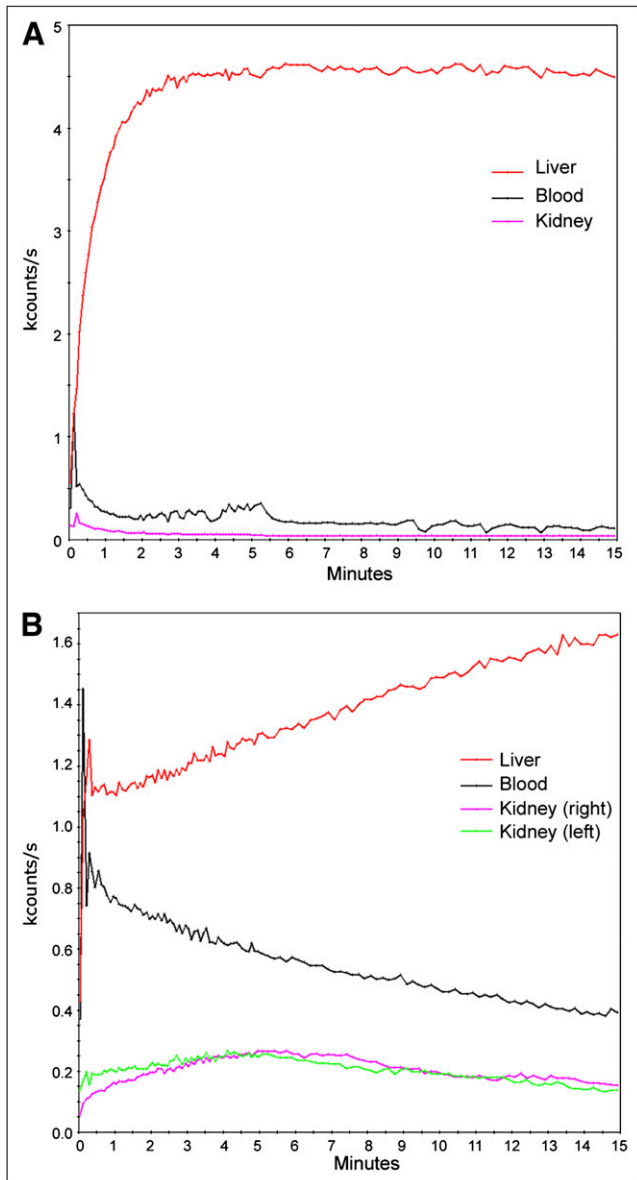 A
5
4
3
2
1
0
kcounts/s
Liver
Blood
Kidney
0 1 2 3 4 5 6 7 8 9 10 11 12 13 14 15
Minutes
B
1.6
1.4
1.2
1.0
0.8
0.6
0.4
0.2
0.0
kcounts/s
Liver
Blood
Kidney (right)
Kidney (left)
0 1 2 3 4 5 6 7 8 9 10 11 12 13 14 15
Minutes